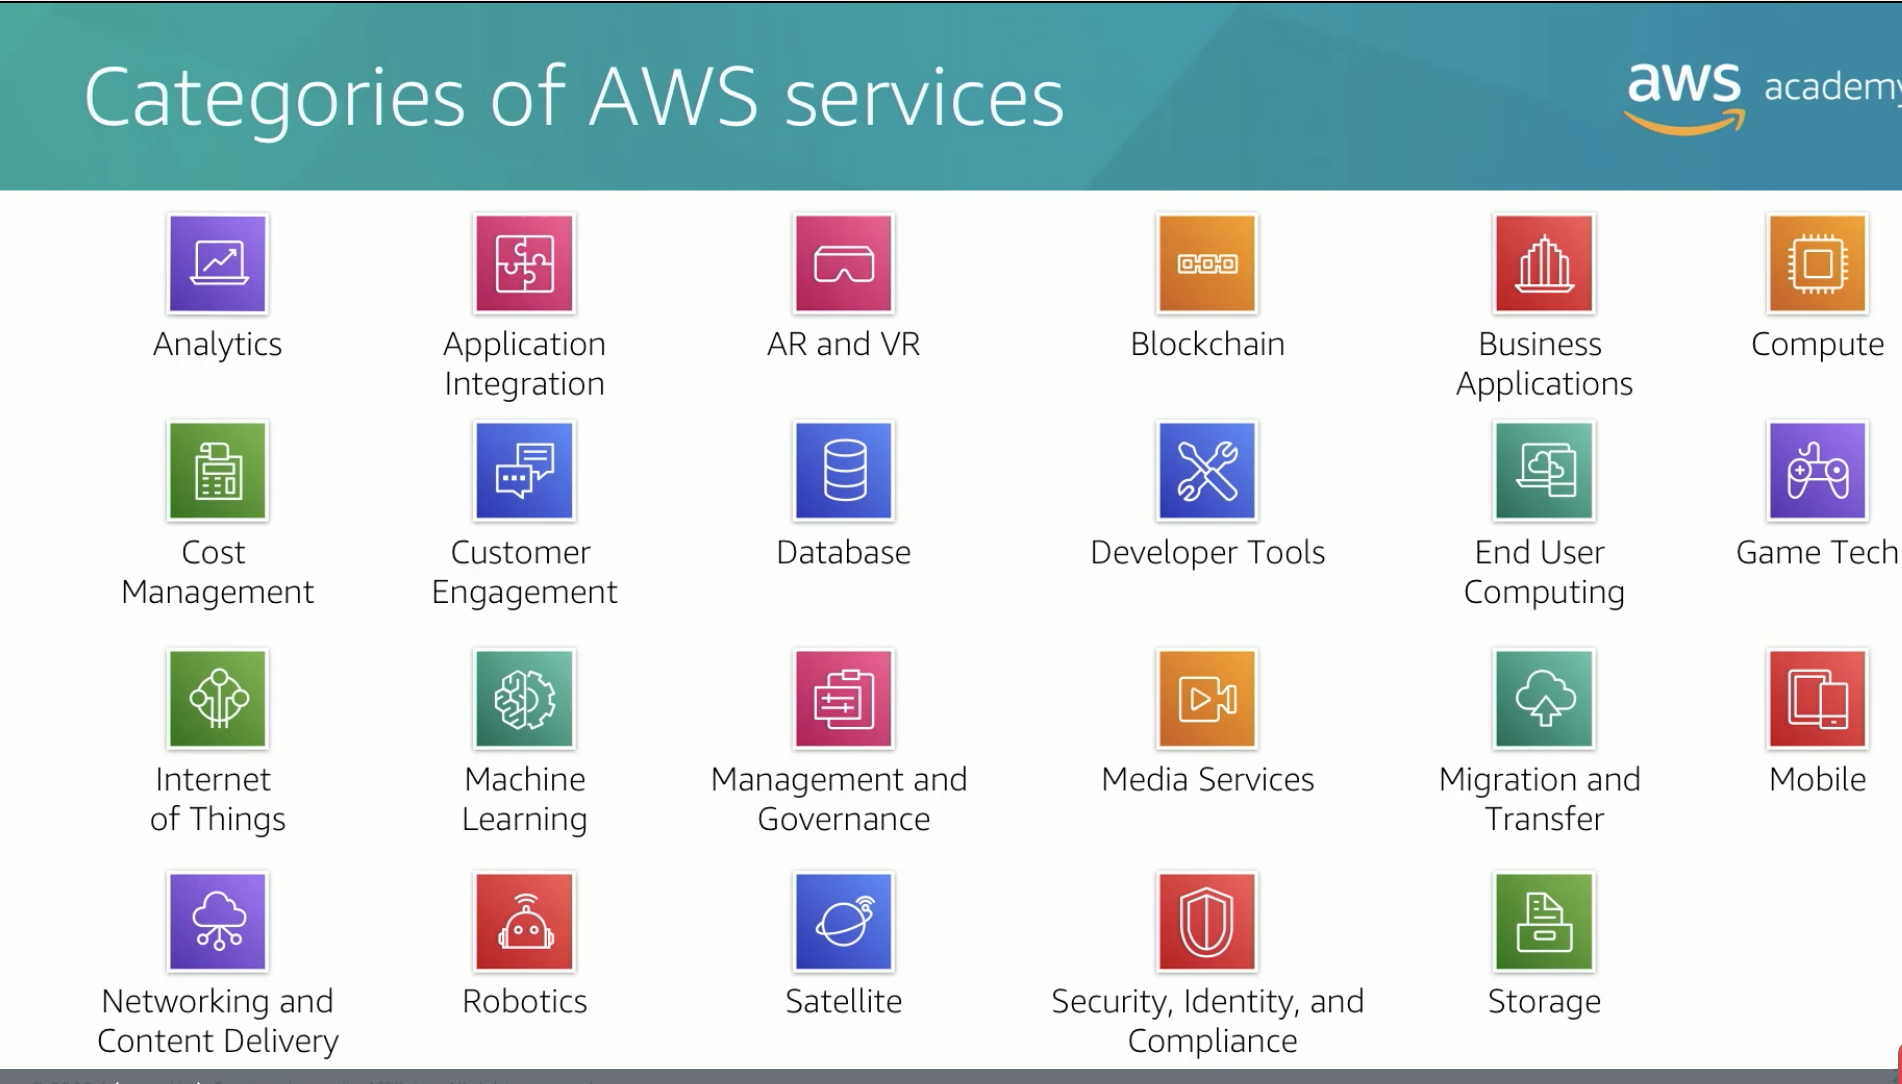 Categories of AWS services
aws academy
Analytics
Application
Integration
AR and VR
Blockchain
Business
Applications
Compute
Cost
Management
Customer
Engagement
Database
Developer Tools
End User
Computing
Game Tech
Internet
of Things
Machine
Learning
Management and
Governance
Media Services
Migration and
Transfer
Mobile
Networking and
Content Delivery
Robotics
Satellite
Security, Identity, and
Compliance
Storage